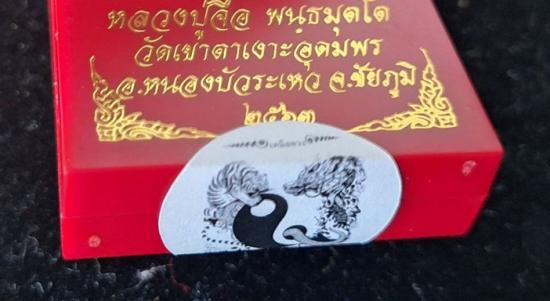 หลวงปู่จือ พนฺธมุตฺโต
วัดเขาตาเงาะอุดมพร
อ.หนองบัวระเหว จ.ชัยภูมิ
๒๕๖๓